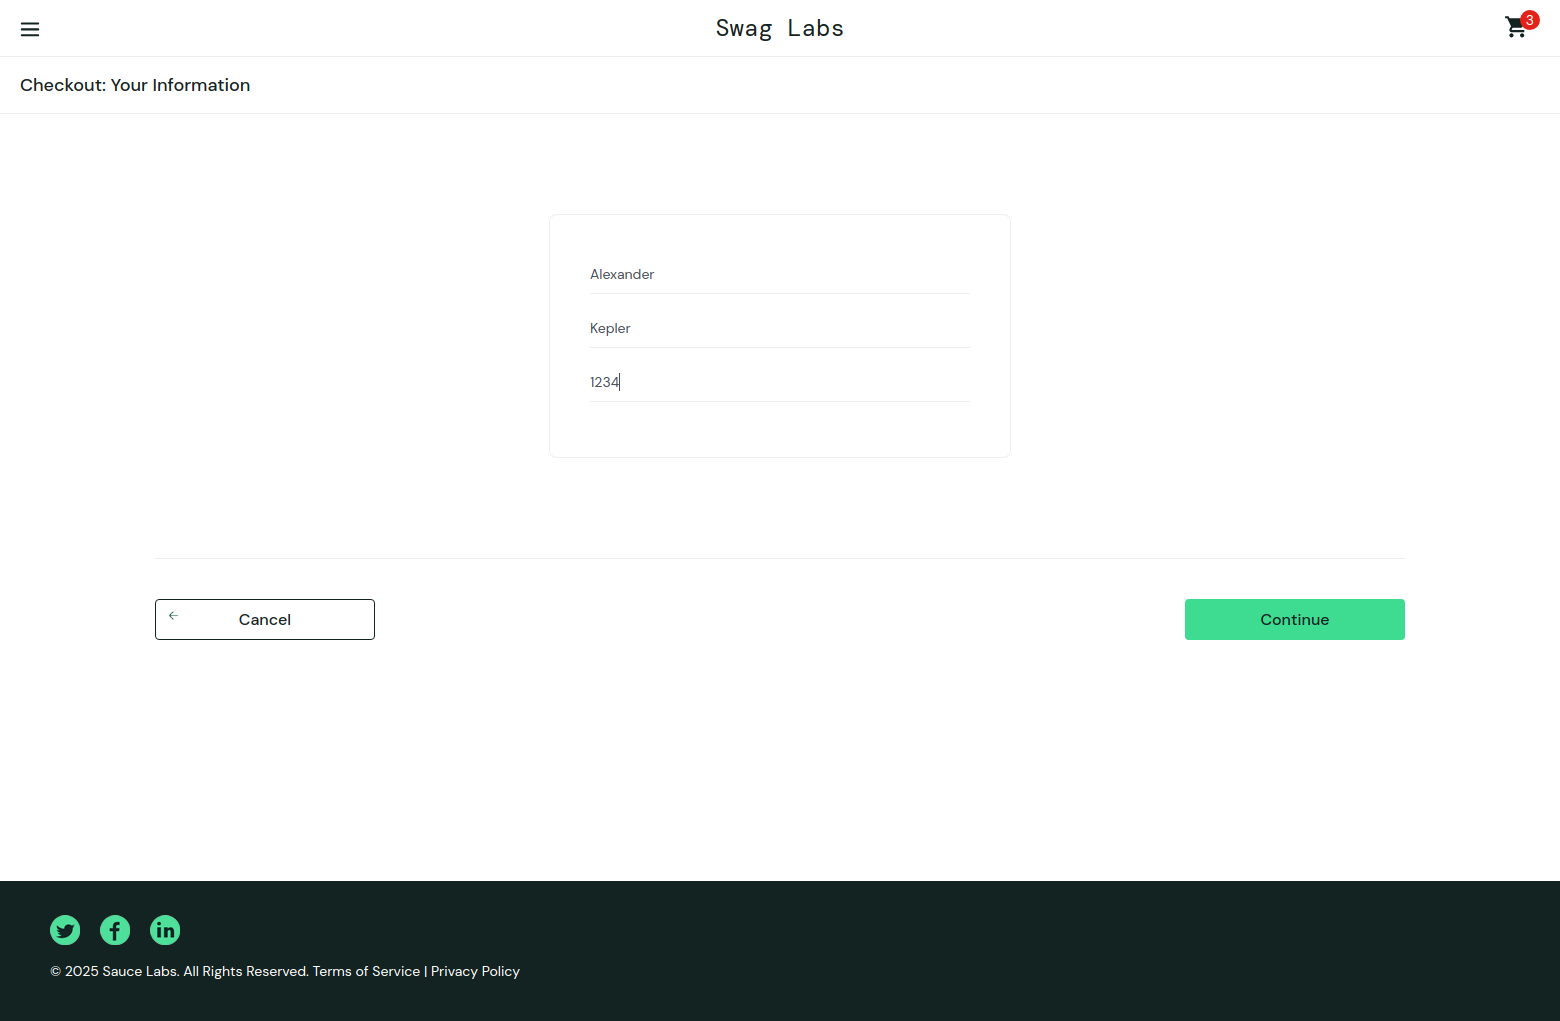 Swag Labs
3
Checkout: Your Information
Alexander
Kepler
1234
Cancel
Continue
© 2025 Sauce Labs. All Rights Reserved. Terms of Service | Privacy Policy